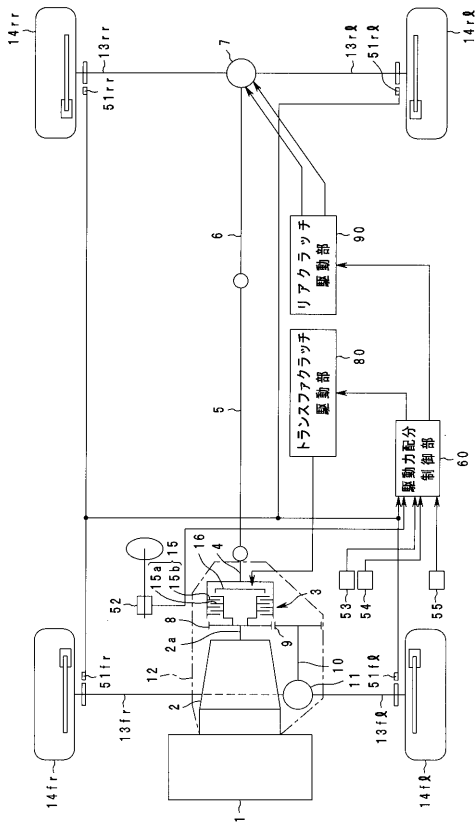 14rr
13rr
51rr
7
13rl
51rl
14rl
6
リアクラッチ
駆動部
90
5
トランスファクラッチ
駆動部
80
駆動力配分
制御部
60
15
15a
15b
16
4
52
8
2a
3
9
53
54
55
12
10
11
51fr
13fr
2
51fl
13fl
14fr
1
14fl